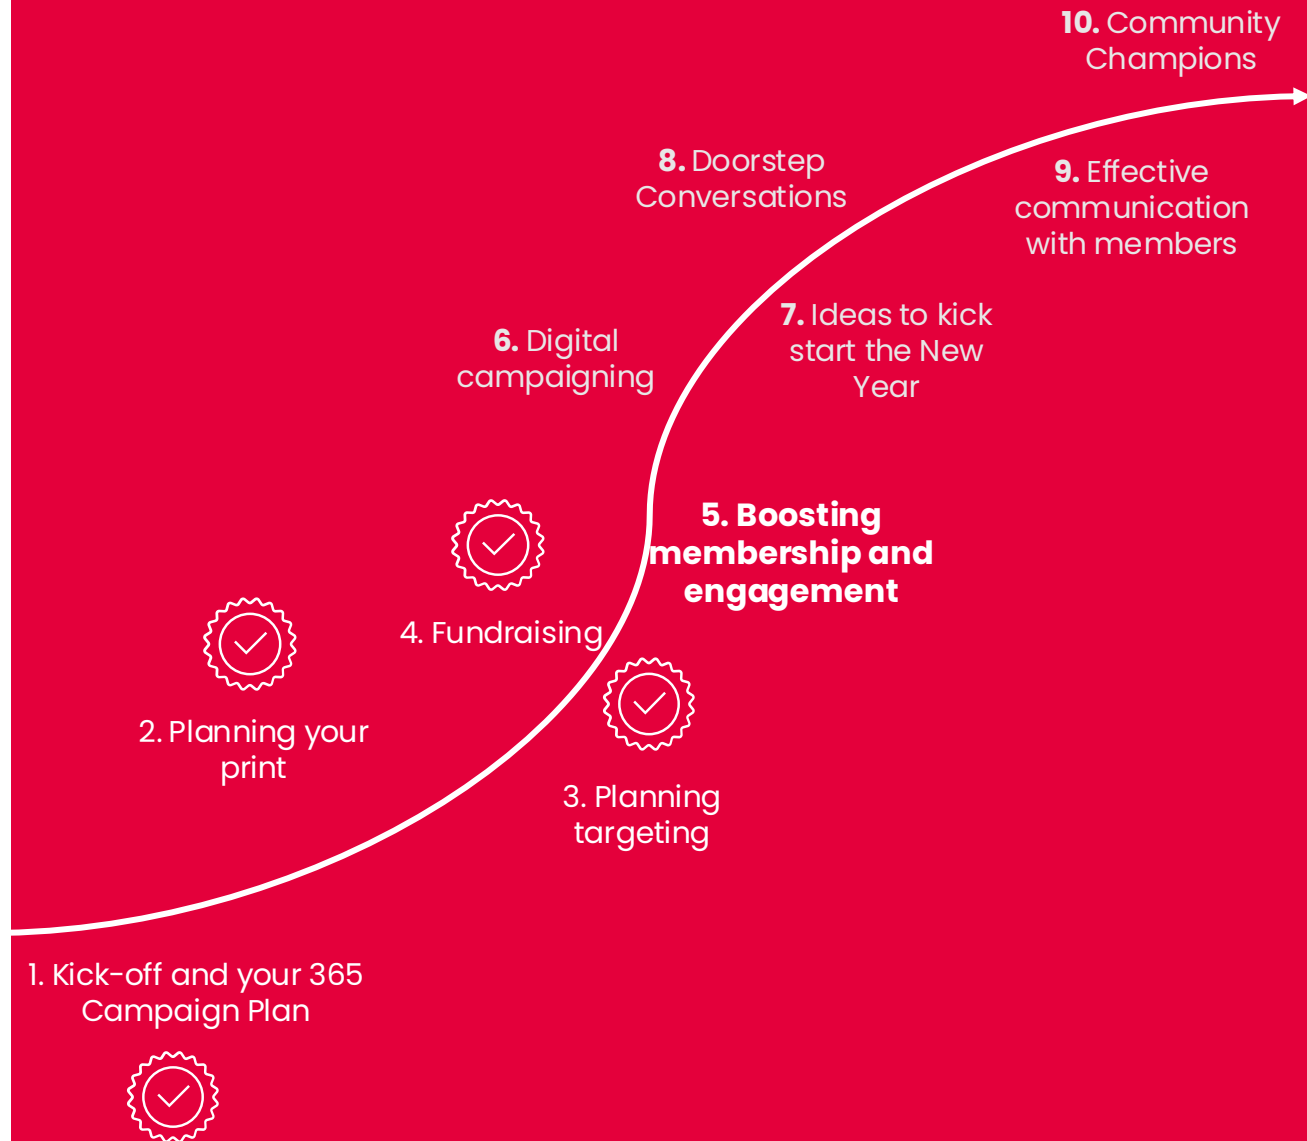 10. Community
Champions
8. Doorstep
Conversations
9. Effective
communication
with members
7. Ideas to kick
start the New
Year
6. Digital
campaigning
5. Boosting
membership and
engagement
4. Fundraising
2. Planning your
print
3. Planning
targeting
1. Kick-off and your 365
Campaign Plan